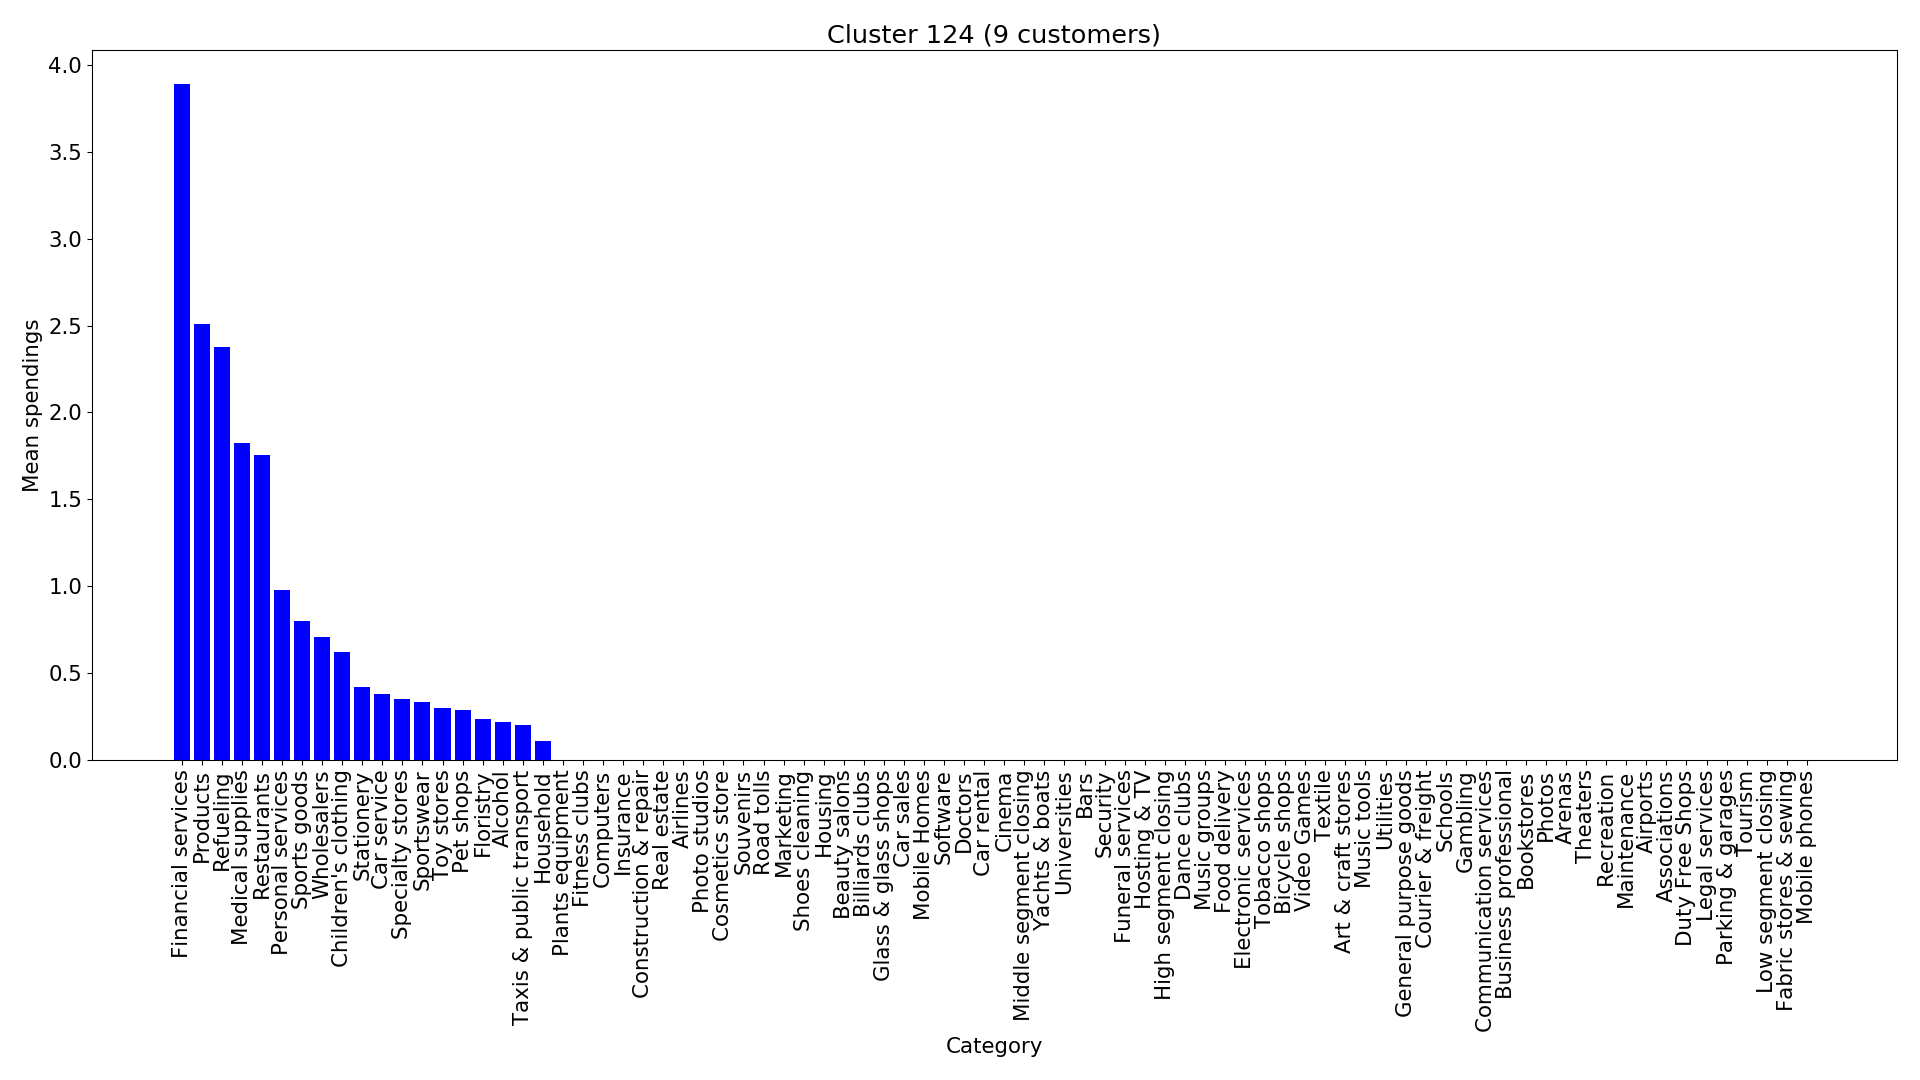 Cluster 124 (9 customers)
4.0
3.5
3.0
2.5
2.0
1.5
1.0
0.5
0.0
Mean spendings
Financial services
Products
Refueling
Medical supplies
Restaurants
Personal services
Sports goods
Wholesalers
Children's clothing
Stationery
Car service
Specialty stores
Sportswear
Toy stores
Pet shops
Floristry
Alcohol
Taxis & public transport
Household
Plants equipment
Fitness clubs
Computers
Insurance
Construction & repair
Real estate
Airlines
Photo studios
Cosmetics store
Souvenirs
Road tolls
Marketing
Shoes cleaning
Housing
Beauty salons
Billiards clubs
Glass & glass shops
Car sales
Mobile Homes
Software
Doctors
Car rental
Cinema
Middle segment closing
Yachts & boats
Universities
Bars
Security
Funeral services
Hosting & TV
High segment closing
Dance clubs
Music groups
Food delivery
Electronic services
Tobacco shops
Bicycle shops
Video Games
Textile
Art & craft stores
Music tools
Utilities
General purpose goods
Courier & freight
Schools
Gambling
Communication services
Business professional
Bookstores
Photos
Arenas
Theaters
Recreation
Maintenance
Airports
Associations
Duty Free Shops
Legal services
Parking & garages
Tourism
Low segment closing
Fabric stores & sewing
Mobile phones
Category